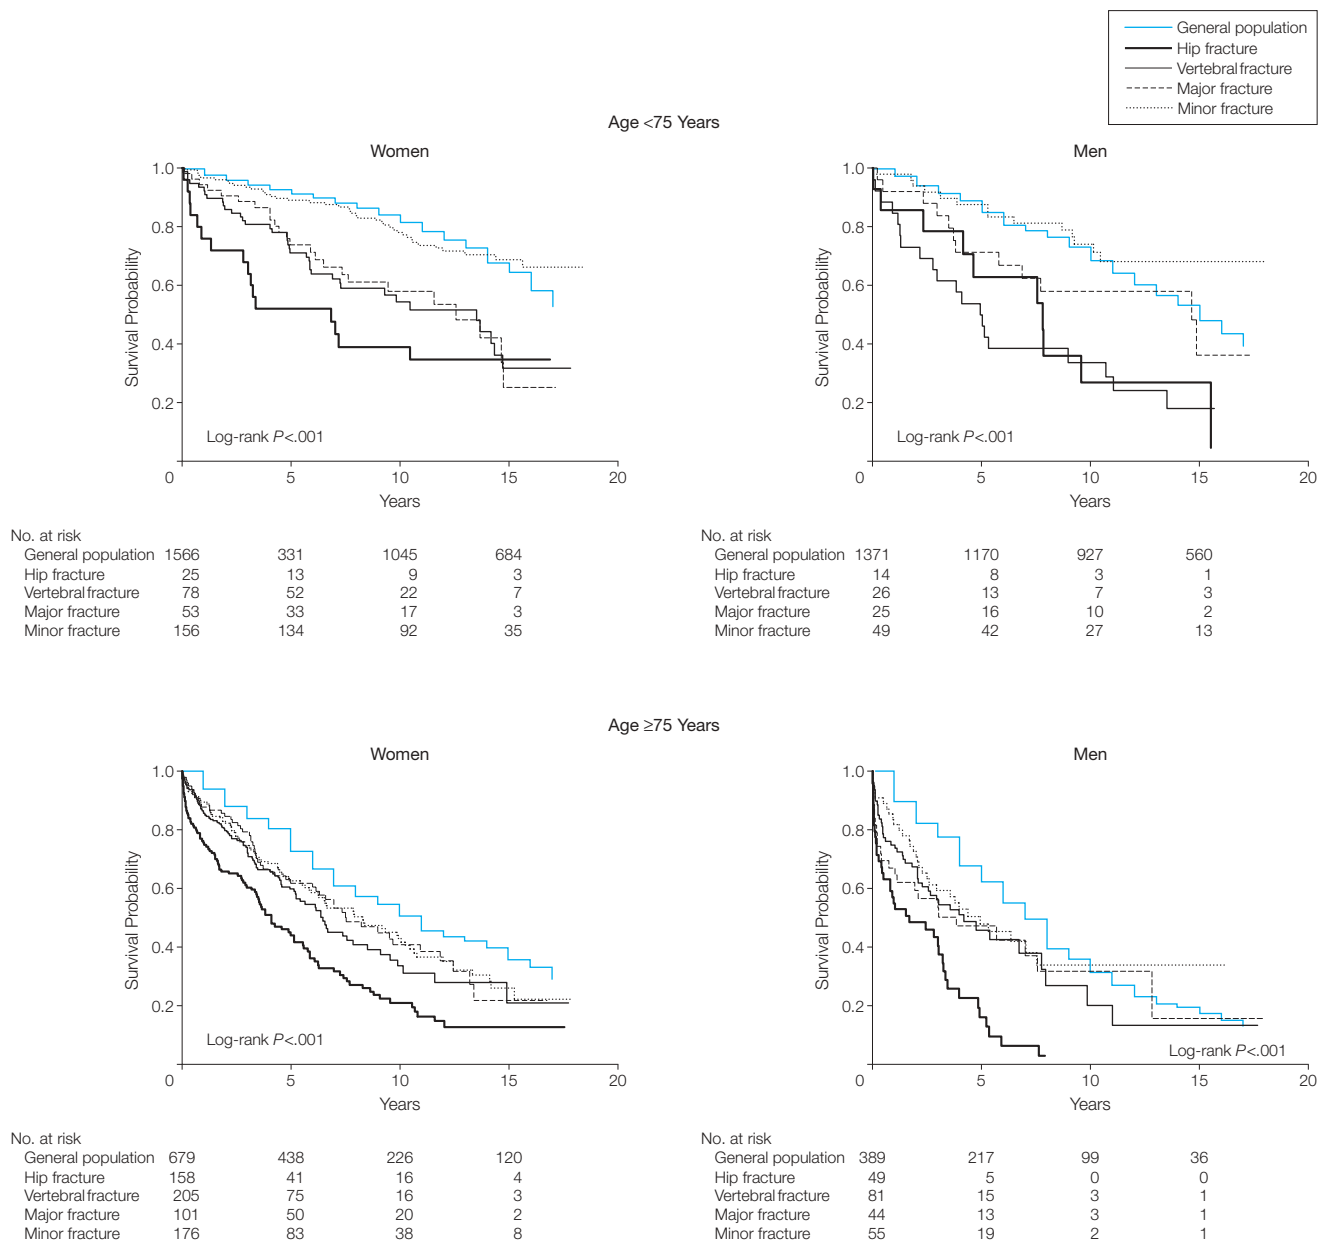 General population
Hip fracture
Vertebral fracture
Major fracture
Minor fracture
Age <75 Years
Women
1.0
0.8
0.6
0.4
0.2
Survival Probability
Log-rank P<.001
0 5 10 15 20
Years
No. at risk
General population 1566 331 1045 684
Hip fracture 25 13 9 3
Vertebral fracture 78 52 22 7
Major fracture 53 33 17 3
Minor fracture 156 134 92 35
Men
1.0
0.8
0.6
0.4
0.2
Survival Probability
Log-rank P<.001
0 5 10 15 20
Years
No. at risk
General population 1371 1170 927 560
Hip fracture 14 8 3 1
Vertebral fracture 26 13 7 3
Major fracture 25 16 10 2
Minor fracture 49 42 27 13
Age ≥75 Years
Women
1.0
0.8
0.6
0.4
0.2
Survival Probability
Log-rank P<.001
0 5 10 15 20
Years
No. at risk
General population 679 438 226 120
Hip fracture 158 41 16 4
Vertebral fracture 205 75 16 3
Major fracture 101 50 20 2
Minor fracture 176 83 38 8
Men
1.0
0.8
0.6
0.4
0.2
Survival Probability
Log-rank P<.001
0 5 10 15 20
Years
No. at risk
General population 389 217 99 36
Hip fracture 49 5 0 0
Vertebral fracture 81 15 3 1
Major fracture 44 13 3 1
Minor fracture 55 19 2 1